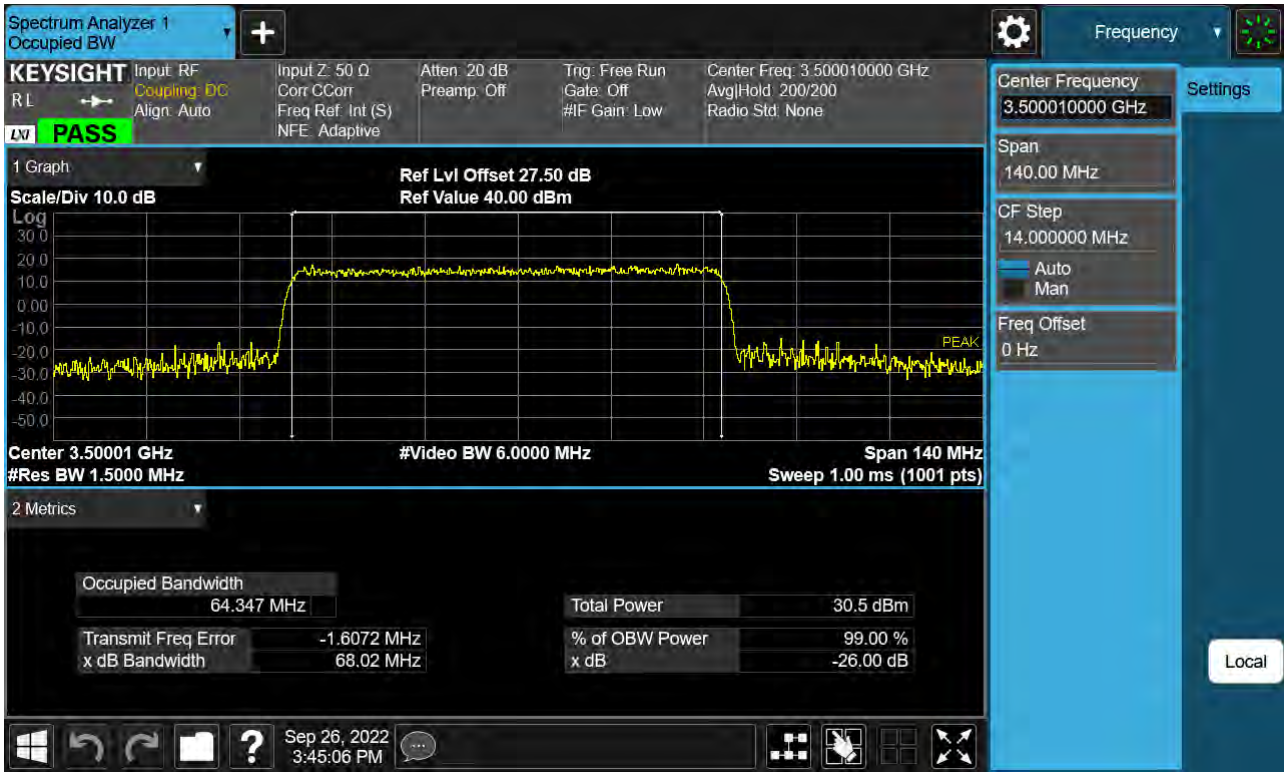 Spectrum Analyzer 1
Occupied BW
+
Frequency
KEYSIGHT
RL
LXI
PASS
Input: RF
Coupling: DC
Align: Auto
Input Z: 50 Ω
Corr CCorr
Freq Ref: Int (S)
NFE: Adaptive
Atten: 20 dB
Preamp: Off
Trig: Free Run
Gate: Off
#IF Gain: Low
Center Freq: 3.500010000 GHz
Avg|Hold: 200/200
Radio Std: None
Center Frequency
3.500010000 GHz
Settings
Span
140.00 MHz
CF Step
14.000000 MHz
Auto
Man
Freq Offset
0 Hz
1 Graph
Ref Lvl Offset 27.50 dB
Scale/Div 10.0 dB
Ref Value 40.00 dBm
Log
30.0
20.0
10.0
0.00
-10.0
-20.0
-30.0
-40.0
-50.0
PEAK
Center 3.50001 GHz
#Video BW 6.0000 MHz
Span 140 MHz
#Res BW 1.5000 MHz
Sweep 1.00 ms (1001 pts)
2 Metrics
Occupied Bandwidth
64.347 MHz
Total Power 30.5 dBm
Transmit Freq Error -1.6072 MHz
% of OBW Power 99.00 %
x dB Bandwidth 68.02 MHz
x dB -26.00 dB
Local
?
Sep 26, 2022
3:45:06 PM